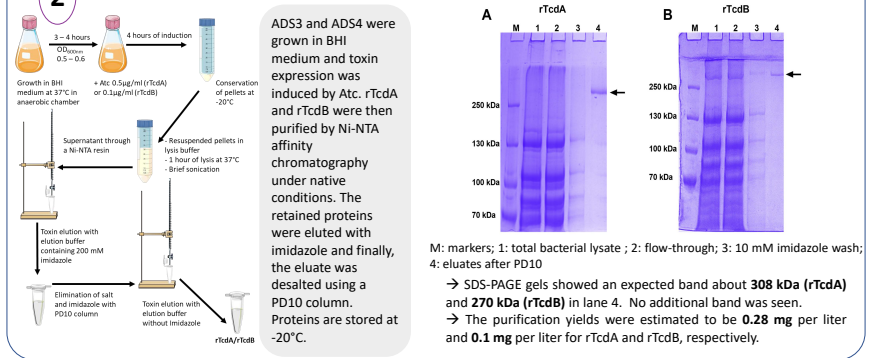 2
3 – 4 hours
OD600nm
0.5 – 0.6
4 hours of induction
Growth in BHI
medium at 37°C in
anaerobic chamber
+ Atc 0.5µg/ml (rTcdA)
or 0.1µg/ml (rTcdB)
Conservation
of pellets at
-20°C
Supernatant through
a Ni-NTA resin
- Resuspended pellets in
lysis buffer
- 1 hour of lysis at 37°C
- Brief sonication
Toxin elution with
elution buffer
containing 200 mM
imidazole
Elimination of salt
and imidazole with
PD10 column
Toxin elution with
elution buffer
without Imidazole
rTcdA/rTcdB
ADS3 and ADS4 were
grown in BHI
medium and toxin
expression was
induced by Atc. rTcdA
and rTcdB were then
purified by Ni-NTA
affinity
chromatography
under native
conditions. The
retained proteins
were eluted with
imidazole and finally,
the eluate was
desalted using a
PD10 column.
Proteins are stored at
-20°C.
A
rTcdA
M 1 2 3 4
250 kDa
130 kDa
100 kDa
70 kDa
B
rTcdB
M 1 2 3 4
250 kDa
130 kDa
100 kDa
70 kDa
M: markers; 1: total bacterial lysate ; 2: flow-through; 3: 10 mM imidazole wash;
4: eluates after PD10
→ SDS-PAGE gels showed an expected band about 308 kDa (rTcdA)
and 270 kDa (rTcdB) in lane 4. No additional band was seen.
→ The purification yields were estimated to be 0.28 mg per liter
and 0.1 mg per liter for rTcdA and rTcdB, respectively.